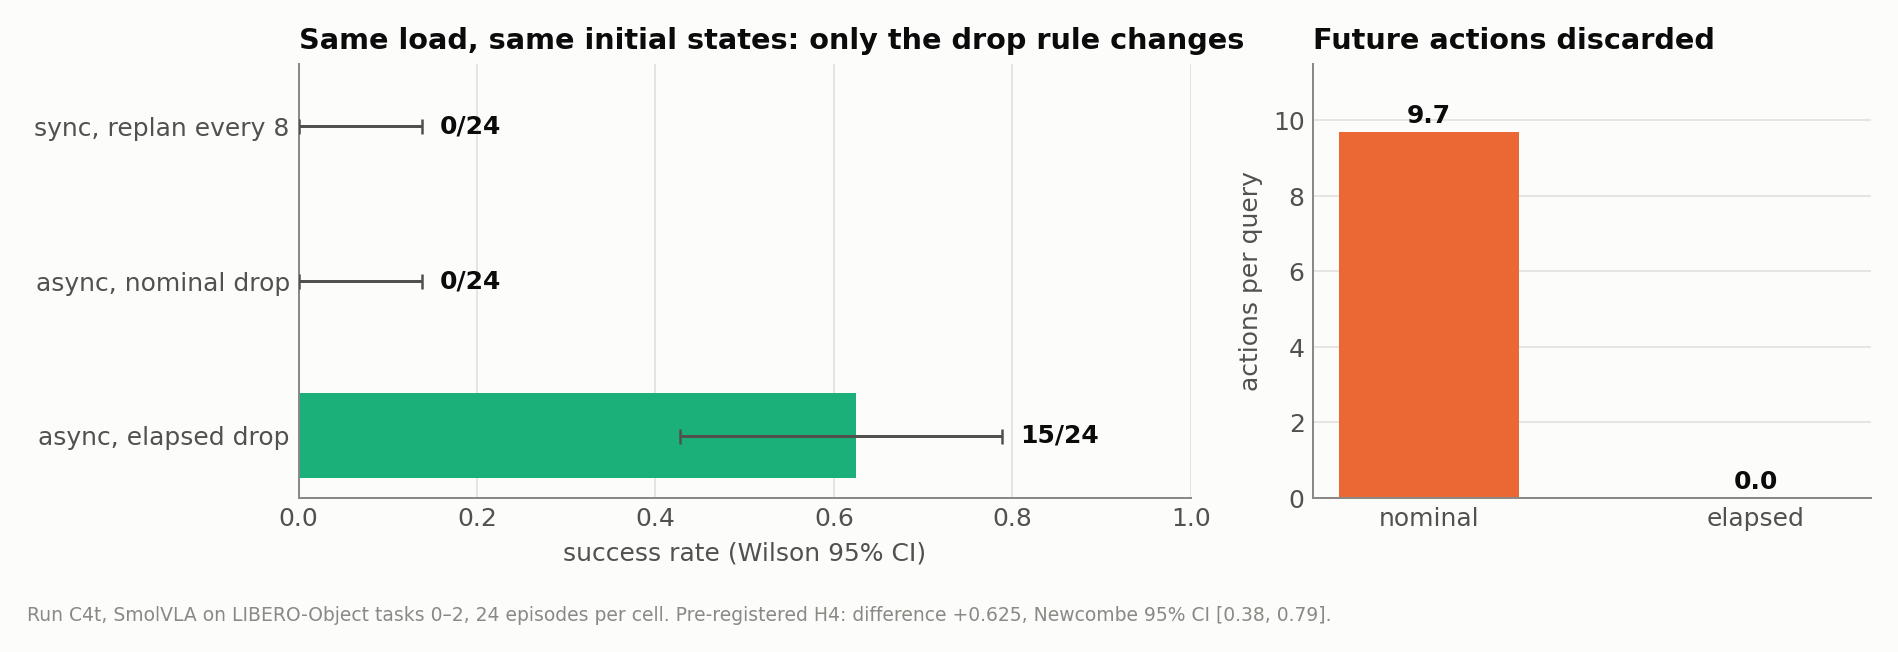 Same load, same initial states: only the drop rule changes
sync, replan every 8
0/24
async, nominal drop
0/24
async, elapsed drop
15/24
0.0 0.2 0.4 0.6 0.8 1.0
success rate (Wilson 95% CI)
Future actions discarded
actions per query
10
8
6
4
2
0
9.7
0.0
nominal elapsed
Run C4t, SmolVLA on LIBERO-Object tasks 0–2, 24 episodes per cell. Pre-registered H4: difference +0.625, Newcombe 95% CI [0.38, 0.79].